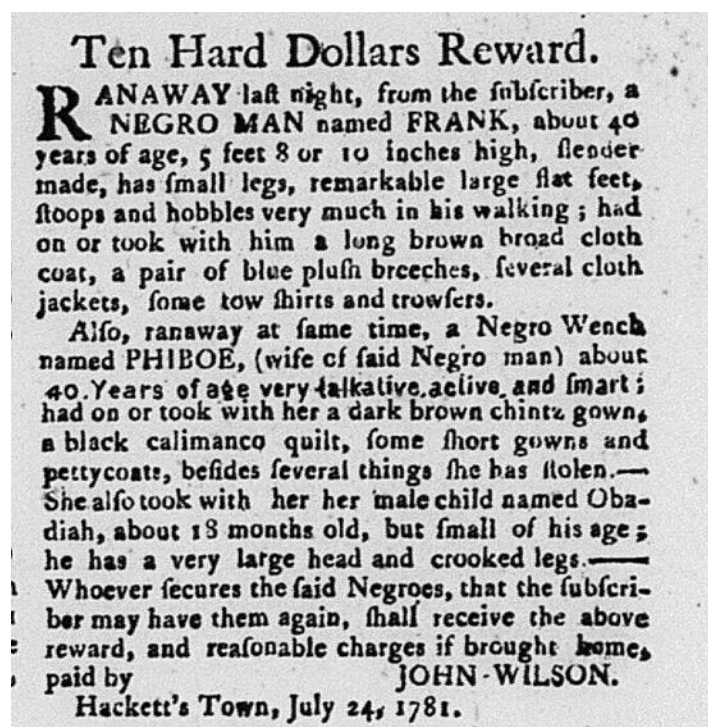 Ten Hard Dollars Reward.
RANAWAY laſt night, from the ſubſcriber, a
NEGRO MAN named FRANK, about 40
years of age, 5 feet 8 or 10 inches high, ſlender
made, has ſmall legs, remarkable large flat feet,
ſtoops and hobbles very much in his walking ; had
on or took with him a long brown broad cloth
coat, a pair of blue pluſh breeches, ſeveral cloth
jackets, ſome tow ſhirts and trowſers.
Alſo, ranaway at ſame time, a Negro Wench
named PHIBOE, (wife of ſaid Negro man) about
40. Years of age very talkative, active, and ſmart ;
had on or took with her a dark brown chintz gown,
a black calimanco quilt, ſome ſhort gowns and
pettycoats, beſides ſeveral things ſhe has ſtolen.—
She alſo took with her her male child named Oba-
diah, about 18 months old, but ſmall of his age ;
he has a very large head and crooked legs.——
Whoever ſecures the ſaid Negroes, that the ſubſcri-
ber may have them again, ſhall receive the above
reward, and reaſonable charges if brought home,
paid by JOHN WILSON.
Hackett's Town, July 24, 1781.